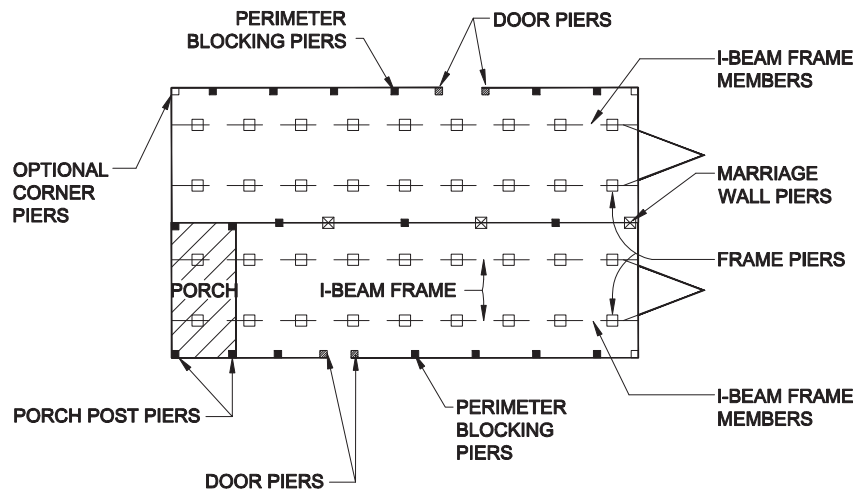 PERIMETER
BLOCKING PIERS
DOOR PIERS
I-BEAM FRAME
MEMBERS
OPTIONAL
CORNER
PIERS
MARRIAGE
WALL PIERS
FRAME PIERS
PORCH
I-BEAM FRAME
I-BEAM FRAME
MEMBERS
PORCH POST PIERS
PERIMETER
BLOCKING
PIERS
DOOR PIERS